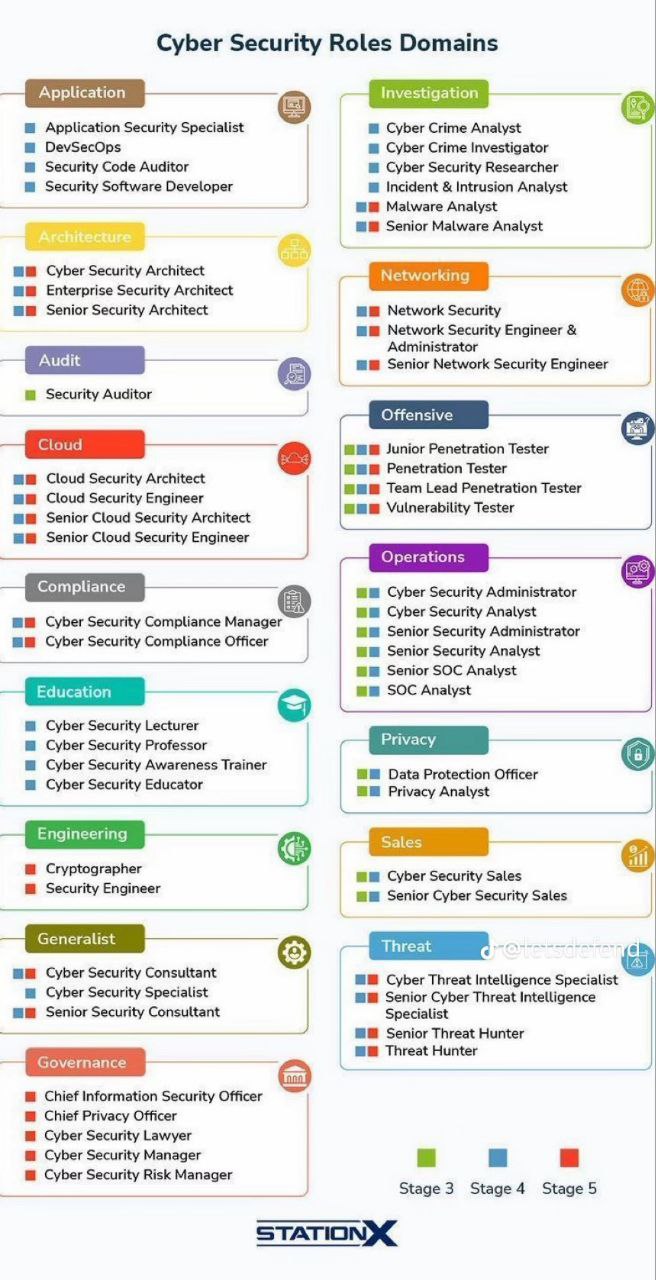 Cyber Security Roles Domains
Application
Application Security Specialist
DevSecOps
Security Code Auditor
Security Software Developer
Architecture
Cyber Security Architect
Enterprise Security Architect
Senior Security Architect
Audit
Security Auditor
Cloud
Cloud Security Architect
Cloud Security Engineer
Senior Cloud Security Architect
Senior Cloud Security Engineer
Compliance
Cyber Security Compliance Manager
Cyber Security Compliance Officer
Education
Cyber Security Lecturer
Cyber Security Professor
Cyber Security Awareness Trainer
Cyber Security Educator
Engineering
Cryptographer
Security Engineer
Generalist
Cyber Security Consultant
Cyber Security Specialist
Senior Security Consultant
Governance
Chief Information Security Officer
Chief Privacy Officer
Cyber Security Lawyer
Cyber Security Manager
Cyber Security Risk Manager
Investigation
Cyber Crime Analyst
Cyber Crime Investigator
Cyber Security Researcher
Incident & Intrusion Analyst
Malware Analyst
Senior Malware Analyst
Networking
Network Security
Network Security Engineer &
Administrator
Senior Network Security Engineer
Offensive
Junior Penetration Tester
Penetration Tester
Team Lead Penetration Tester
Vulnerability Tester
Operations
Cyber Security Administrator
Cyber Security Analyst
Senior Security Administrator
Senior Security Analyst
Senior SOC Analyst
SOC Analyst
Privacy
Data Protection Officer
Privacy Analyst
Sales
Cyber Security Sales
Senior Cyber Security Sales
Threat
@letsdefend
Cyber Threat Intelligence Specialist
Senior Cyber Threat Intelligence
Specialist
Senior Threat Hunter
Threat Hunter
Stage 3 Stage 4 Stage 5
STATIONX